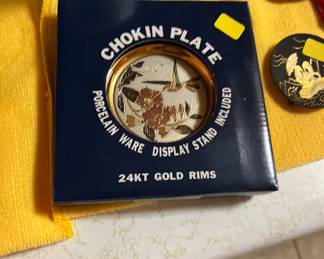 CHOKIN PLATE
PORCELAIN WARE DISPLAY STAND INCLUDED
24KT GOLD RIMS